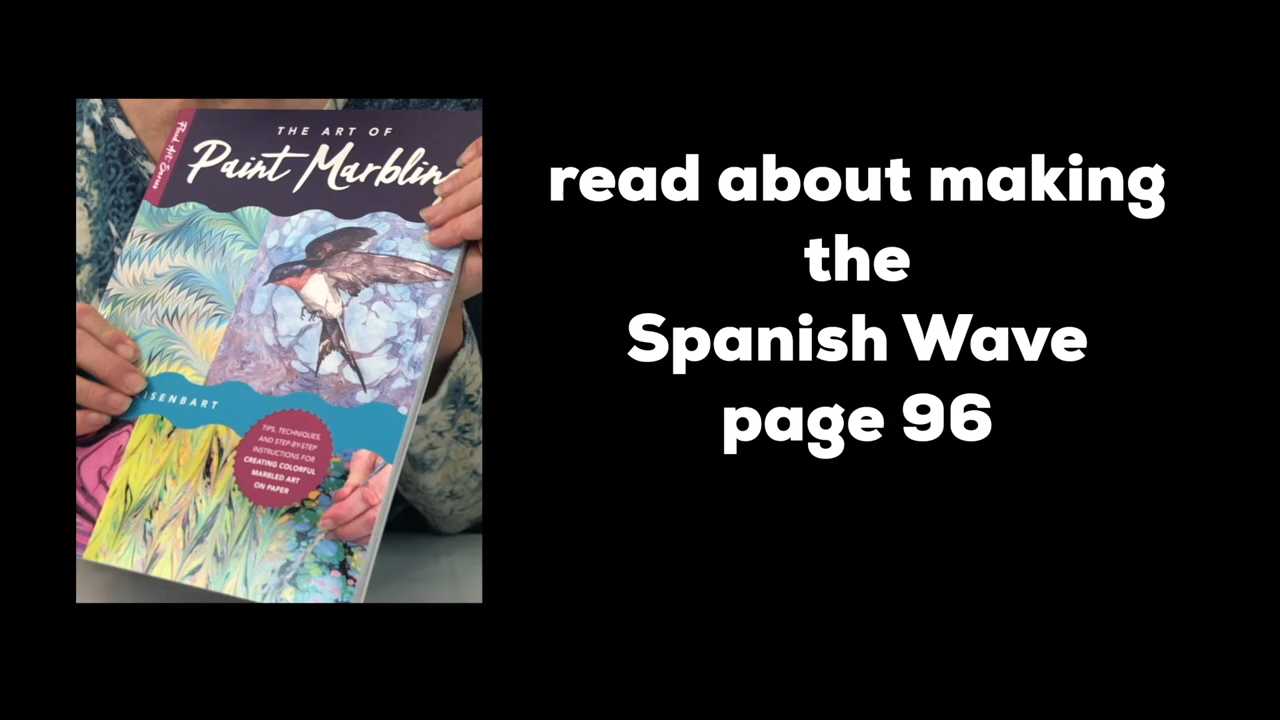 Fluid Art Series
THE ART OF
Paint Marblin
SENBART
TIPS, TECHNIQUES,
AND STEP-BY-STEP
INSTRUCTIONS FOR
CREATING COLORFUL
MARBLED ART
ON PAPER
read about making
the
Spanish Wave
page 96